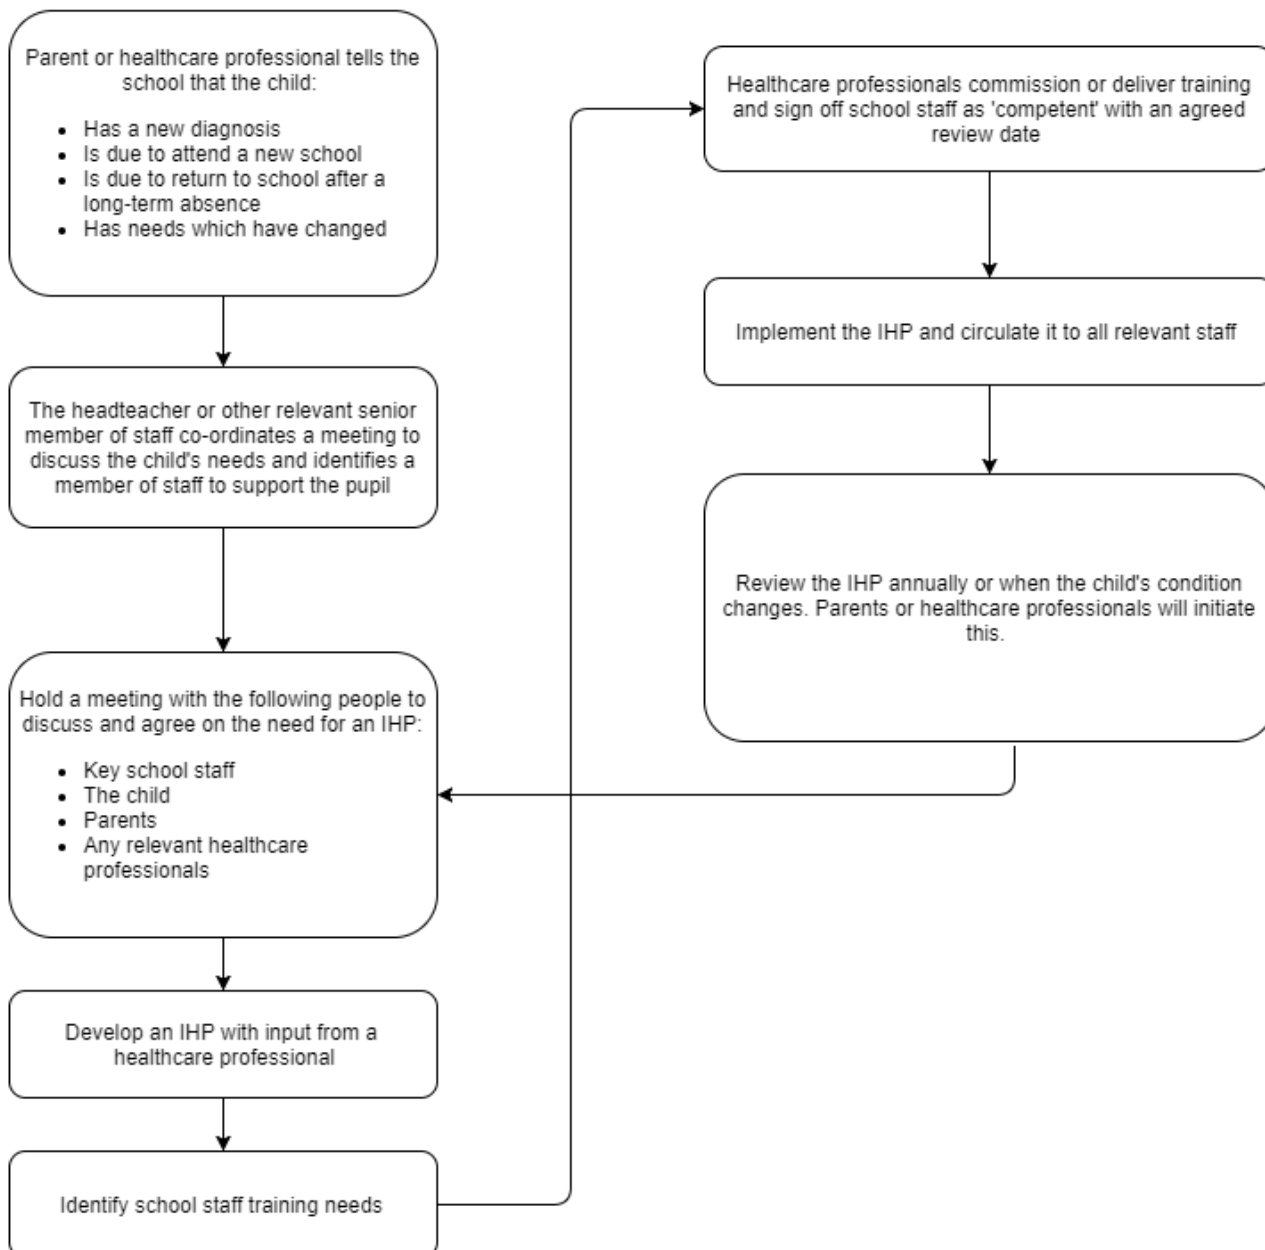 Parent or healthcare professional tells the
school that the child:
• Has a new diagnosis
• Is due to attend a new school
• Is due to return to school after a
long-term absence
• Has needs which have changed
The headteacher or other relevant senior
member of staff co-ordinates a meeting to
discuss the child's needs and identifies a
member of staff to support the pupil
Hold a meeting with the following people to
discuss and agree on the need for an IHP:
• Key school staff
• The child
• Parents
• Any relevant healthcare
professionals
Develop an IHP with input from a
healthcare professional
Identify school staff training needs
Healthcare professionals commission or deliver training
and sign off school staff as 'competent' with an agreed
review date
Implement the IHP and circulate it to all relevant staff
Review the IHP annually or when the child's condition
changes. Parents or healthcare professionals will initiate
this.